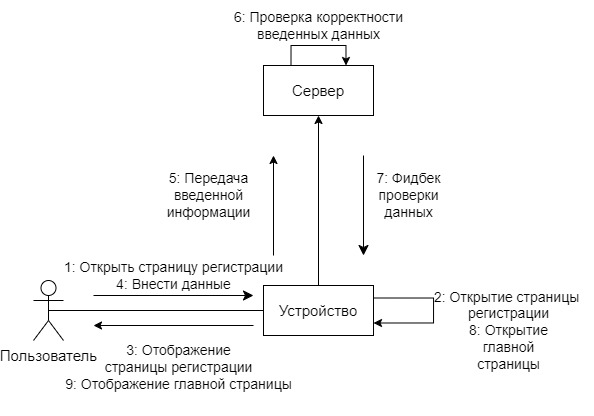 6: Проверка корректности
введенных данных
Сервер
5: Передача
введенной
информации
7: Фидбек
проверки
данных
1: Открыть страницу регистрации
4: Внести данные
Устройство
2: Открытие страницы
регистрации
8: Открытие
главной
страницы
Пользователь
3: Отображение
страницы регистрации
9: Отображение главной страницы